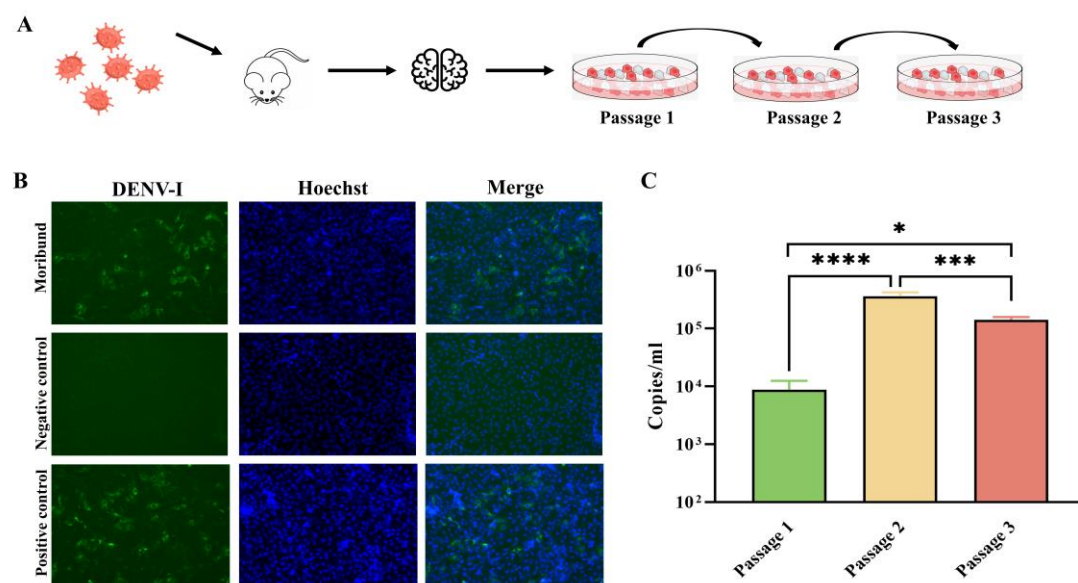 A
Passage 1
Passage 2
Passage 3
B
DENV-I
Hoechst
Merge
Moribund
Negative control
Positive control
C
*
**** ***
Copies/ml
10⁶
10⁵
10⁴
10³
10²
Passage 1
Passage 2
Passage 3